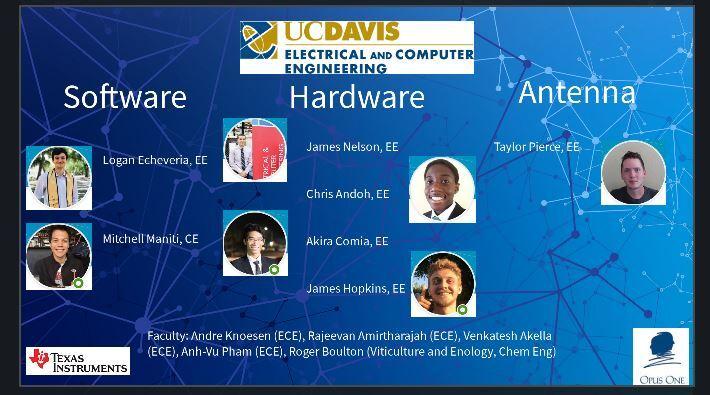 UCDAVIS
ELECTRICAL AND COMPUTER
ENGINEERING
Software
Hardware
Antenna
Logan Echeveria, EE
Mitchell Maniti, CE
James Nelson, EE
Chris Andoh, EE
Akira Comia, EE
James Hopkins, EE
Taylor Pierce, EE
Faculty: Andre Knoesen (ECE), Rajeevan Amirtharajah (ECE), Venkatesh Akella
(ECE), Anh-Vu Pham (ECE), Roger Boulton (Viticulture and Enology, Chem Eng)
TEXAS
INSTRUMENTS
OPUS ONE